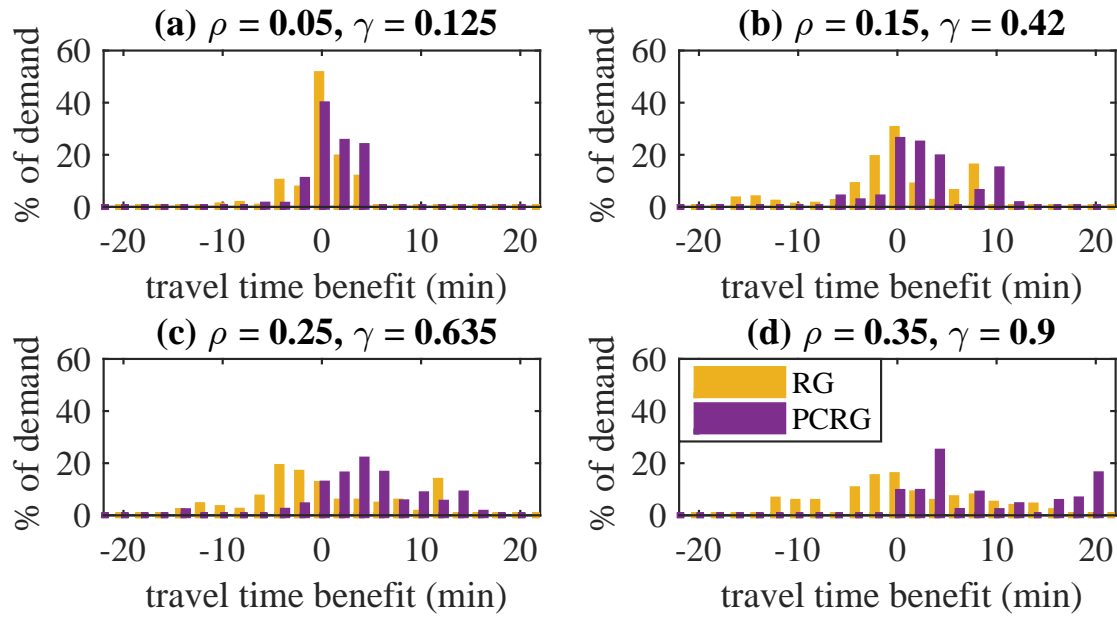 (a) ρ = 0.05, γ = 0.125
% of demand
60
40
20
0
-20 -10 0 10 20
travel time benefit (min)
(b) ρ = 0.15, γ = 0.42
% of demand
60
40
20
0
-20 -10 0 10 20
travel time benefit (min)
(c) ρ = 0.25, γ = 0.635
% of demand
60
40
20
0
-20 -10 0 10 20
travel time benefit (min)
(d) ρ = 0.35, γ = 0.9
% of demand
60
40
20
0
RG
PCRG
-20 -10 0 10 20
travel time benefit (min)